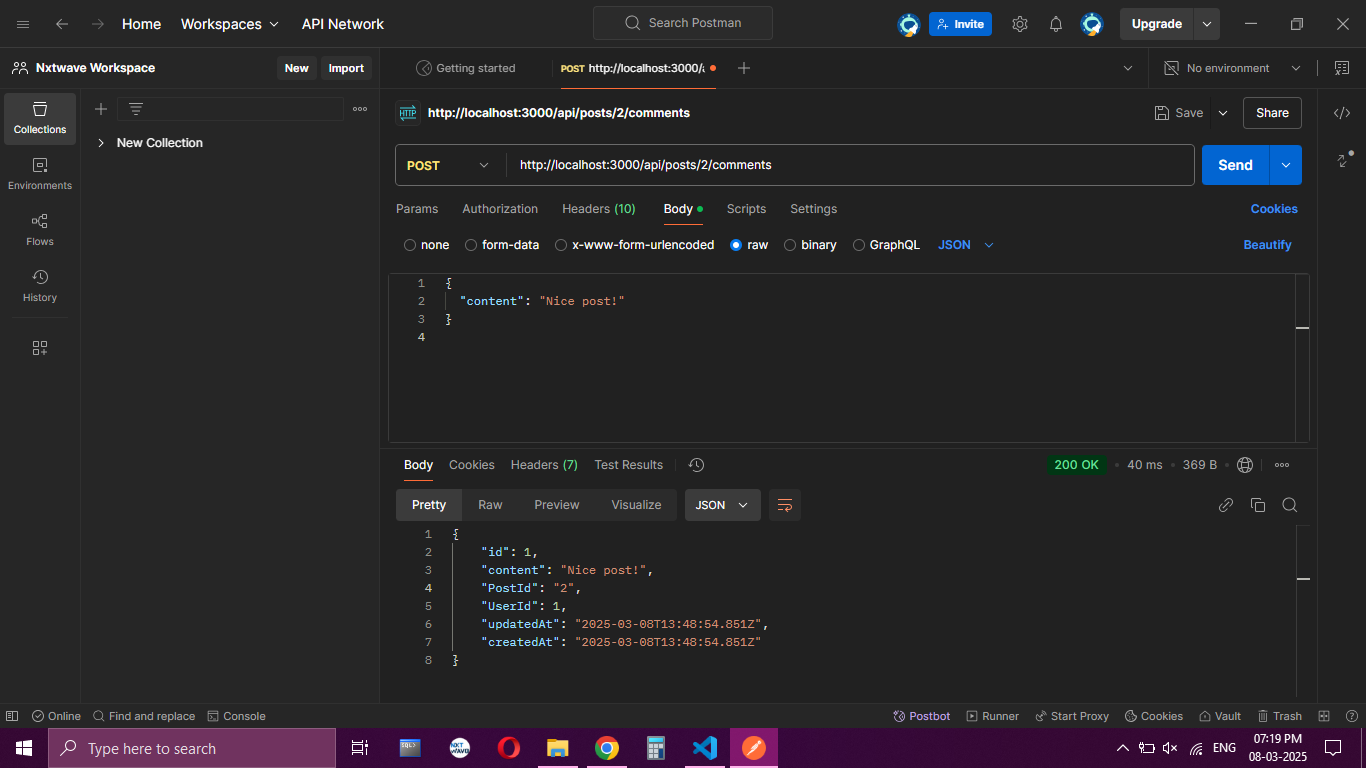 Home Workspaces API Network Search Postman Invite Upgrade
Nxtwave Workspace New Import Getting started POST http://localhost:3000/a No environment
Collections
Environments
Flows
History
New Collection
HTTP http://localhost:3000/api/posts/2/comments Save Share
POST http://localhost:3000/api/posts/2/comments Send
Params Authorization Headers (10) Body Scripts Settings Cookies
none form-data x-www-form-urlencoded raw binary GraphQL JSON Beautify
1 {
2 "content": "Nice post!"
3 }
4
Body Cookies Headers (7) Test Results 200 OK • 40 ms • 369 B •
Pretty Raw Preview Visualize JSON
1 {
2 "id": 1,
3 "content": "Nice post!",
4 "PostId": "2",
5 "UserId": 1,
6 "updatedAt": "2025-03-08T13:48:54.851Z",
7 "createdAt": "2025-03-08T13:48:54.851Z"
8 }
Online Find and replace Console Postbot Runner Start Proxy Cookies Vault Trash
Type here to search SQL NXT WAVE ENG 07:19 PM
08-03-2025